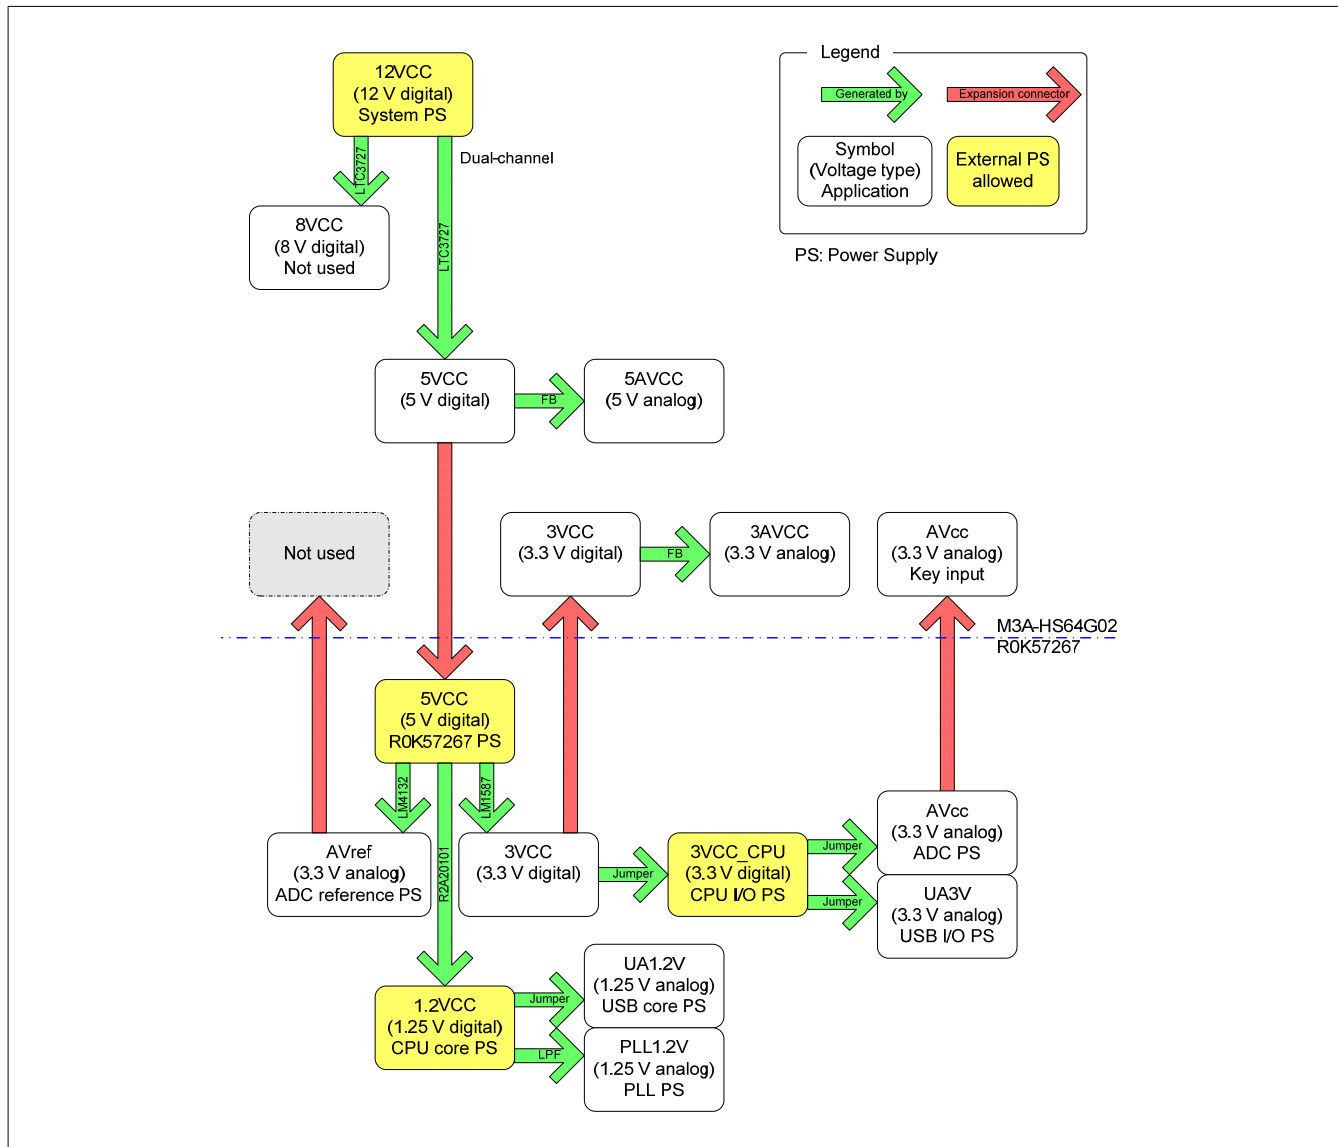 12VCC
(12 V digital)
System PS
Legend
Generated by
Expansion connector
Symbol
(Voltage type)
Application
External PS
allowed
PS: Power Supply
LTC3727
LTC3727
Dual-channel
8VCC
(8 V digital)
Not used
5VCC
(5 V digital)
FB
5AVCC
(5 V analog)
Not used
3VCC
(3.3 V digital)
FB
3AVCC
(3.3 V analog)
AVcc
(3.3 V analog)
Key input
M3A-HS64G02
R0K57267
5VCC
(5 V digital)
R0K57267 PS
LM4132
R2A20101
LM1587
AVref
(3.3 V analog)
ADC reference PS
3VCC
(3.3 V digital)
Jumper
3VCC_CPU
(3.3 V digital)
CPU I/O PS
Jumper
Jumper
AVcc
(3.3 V analog)
ADC PS
UA3V
(3.3 V analog)
USB I/O PS
1.2VCC
(1.25 V digital)
CPU core PS
Jumper
LPF
UA1.2V
(1.25 V analog)
USB core PS
PLL1.2V
(1.25 V analog)
PLL PS